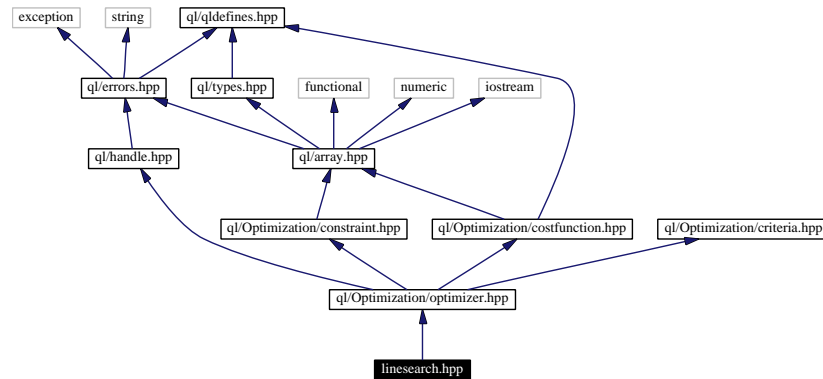 exception
string
ql/qldefines.hpp
ql/errors.hpp
ql/types.hpp
functional
numeric
iostream
ql/handle.hpp
ql/array.hpp
ql/Optimization/constraint.hpp
ql/Optimization/costfunction.hpp
ql/Optimization/criteria.hpp
ql/Optimization/optimizer.hpp
linesearch.hpp